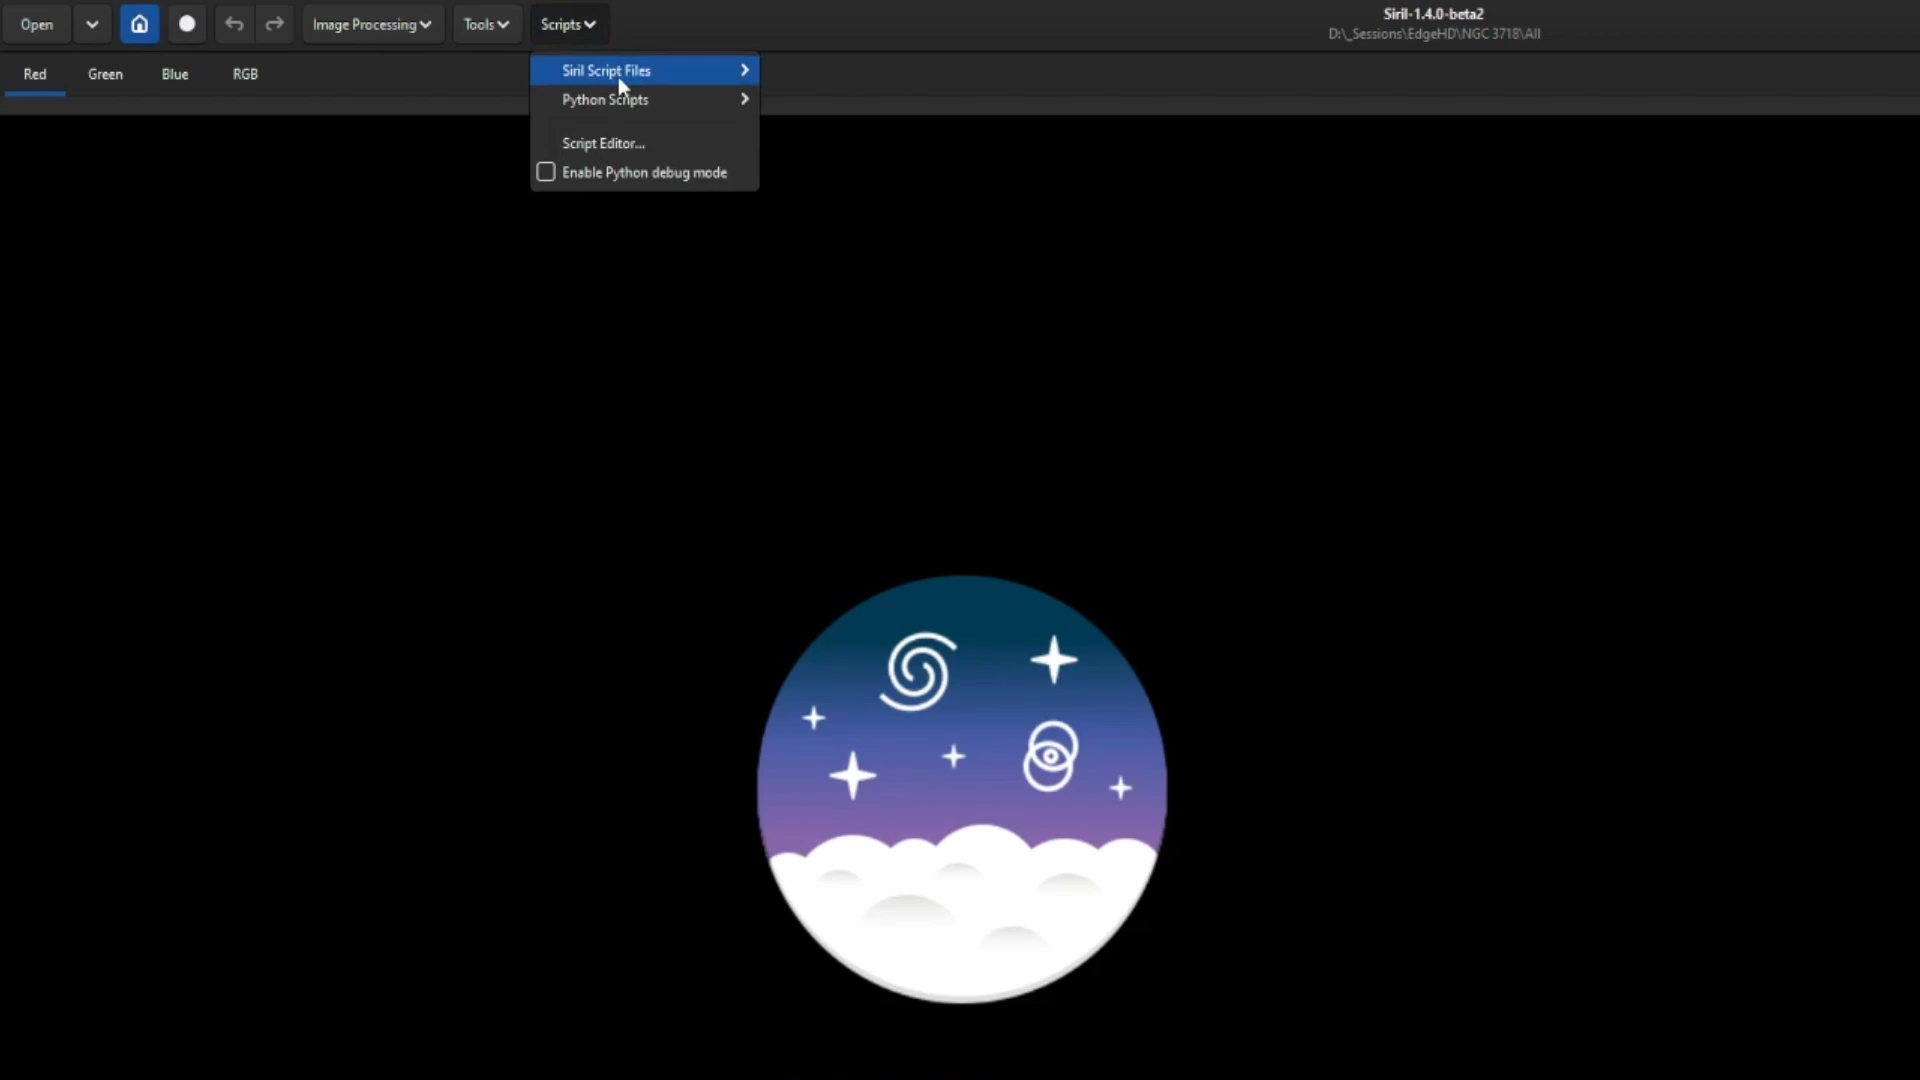 Open
Image Processing
Tools
Scripts
Siril-1.4.0-beta2
D:\_Sessions\EdgeHD\NGC 3718\All
Red
Green
Blue
RGB
Siril Script Files
Python Scripts
Script Editor...
Enable Python debug mode